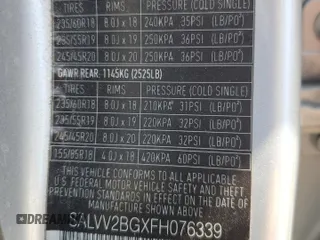 TIRES RIMS PRESSURE (COLD SINGLE)
235/60R18 8.0J x 18 240KPA 35PSI (LB/PO²)
235/55R19 8.0J x 19 250KPA 36PSI (LB/PO²)
245/45R20 8.0J x 20 250KPA 36PSI (LB/PO²)
GAWR REAR: 1145KG (2525LB)
RIMS PRESSURE (COLD SINGLE)
235/60R18 8.0J x 18 210KPA 31PSI (LB/PO²)
235/55R19 8.0J x 19 220KPA 32PSI (LB/PO²)
245/45R20 8.0J x 20 220KPA 32PSI (LB/PO²)
155/85R18 4.0J x 18 420KPA 60PSI (LB/PO²)
THIS VEHICLE CONFORMS TO ALL APPLICABLE
U.S. FEDERAL MOTOR VEHICLE SAFETY
AND THEFT PREVENTION STANDARDS IN EFFECT
ON THE DATE OF MANUFACTURE SHOWN ABOVE
SALVV2BGXFH076339